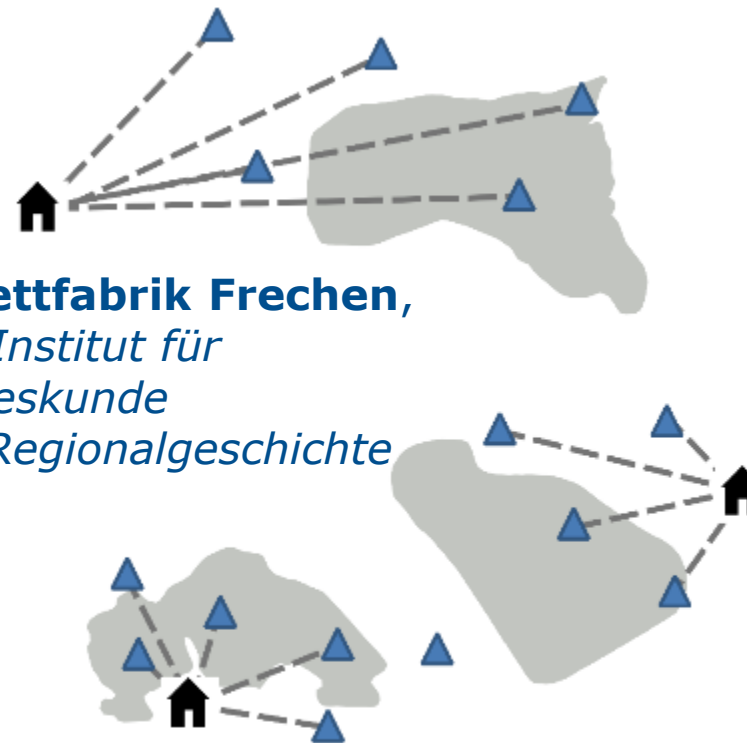 ettfabrik Frechen,
Institut für
eskunde
Regionalgeschichte